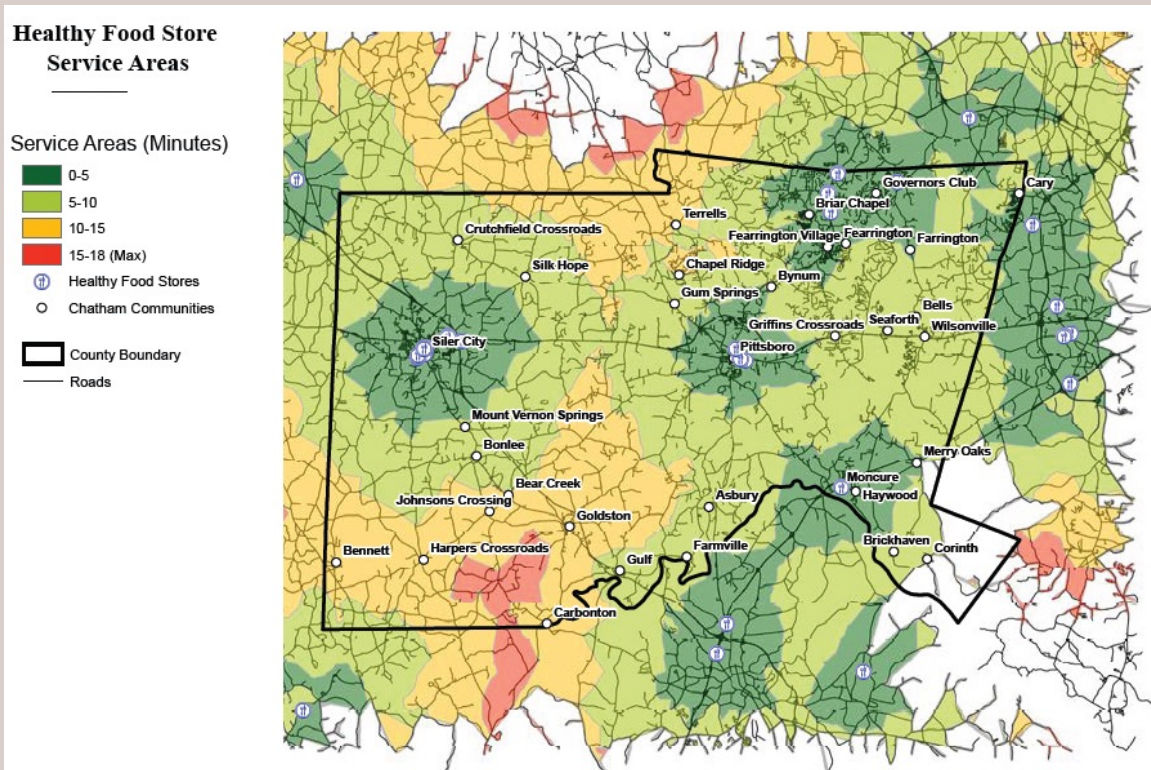 Healthy Food Store
Service Areas
Service Areas (Minutes)
0-5
5-10
10-15
15-18 (Max)
Healthy Food Stores
Chatham Communities
County Boundary
Roads
Governors Club
Cary
Briar Chapel
Terrells
Crutchfield Crossroads
Fearrington Village
Fearrington
Farrington
Silk Hope
Chapel Ridge
Bynum
Gum Springs
Bells
Griffins Crossroads
Seaforth
Wilsonville
Siler City
Pittsboro
Mount Vernon Springs
Bonlee
Merry Oaks
Bear Creek
Moncure
Haywood
Johnsons Crossing
Asbury
Goldston
Bennett
Harpers Crossroads
Gulf
Farmville
Brickhaven
Corinth
Carbonton